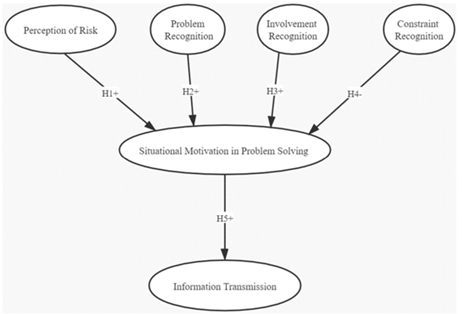 Perception of Risk
Problem
Recognition
Involvement
Recognition
Constraint
Recognition
H1+
H2+
H3+
H4-
Situational Motivation in Problem Solving
H5+
Information Transmission